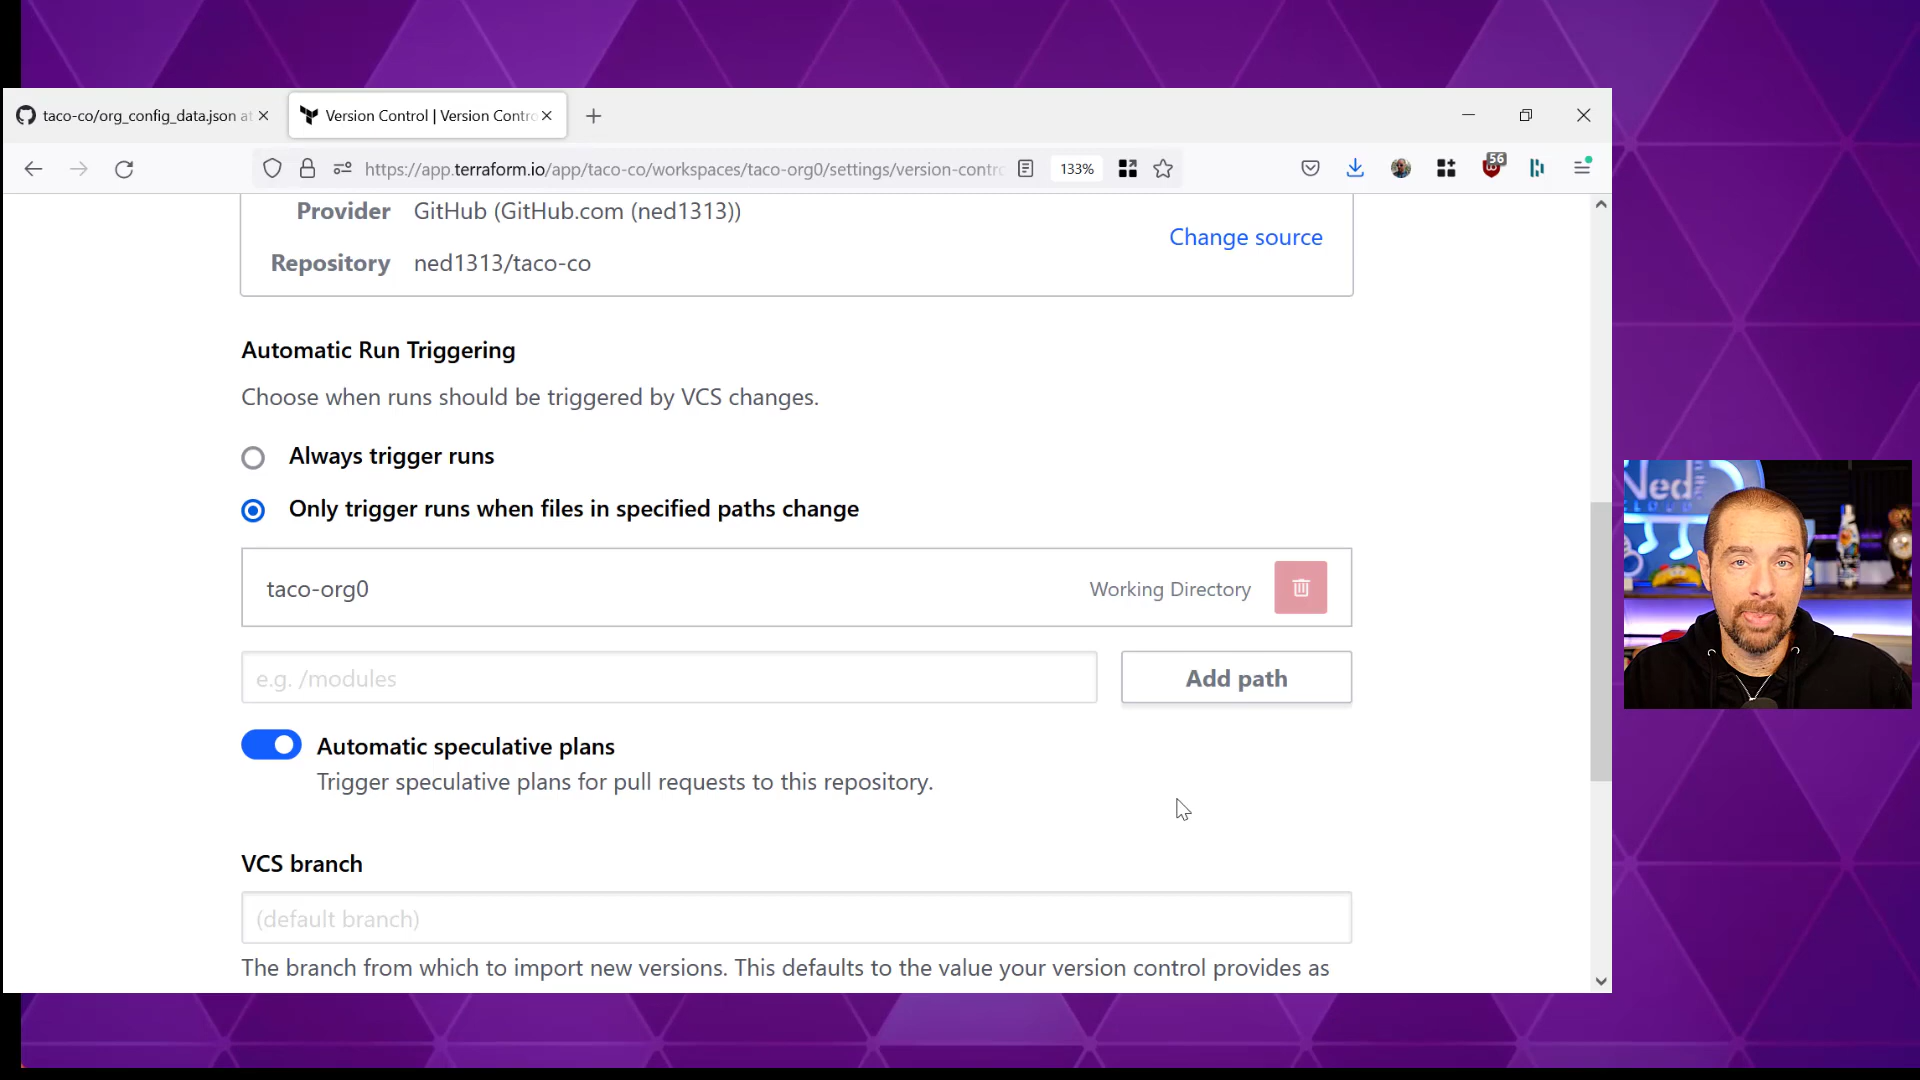 taco-co/org_config_data.json at
Version Control | Version Contro
https://app.terraform.io/app/taco-co/workspaces/taco-org0/settings/version-contro
133%
56
Provider GitHub (GitHub.com (ned1313))
Change source
Repository ned1313/taco-co
Automatic Run Triggering
Choose when runs should be triggered by VCS changes.
Always trigger runs
Only trigger runs when files in specified paths change
taco-org0 Working Directory
e.g. /modules Add path
Automatic speculative plans
Trigger speculative plans for pull requests to this repository.
VCS branch
(default branch)
The branch from which to import new versions. This defaults to the value your version control provides as
Ned